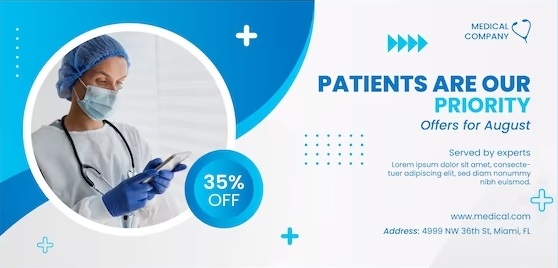 MEDICAL
COMPANY
PATIENTS ARE OUR
PRIORITY
Offers for August
35%
OFF
Served by experts
Lorem ipsum dolor sit amet, consecte-
tuer adipiscing elit, sed diam nonummy
nibh euismod.
www.medical.com
Address: 4999 NW 36th St, Miami, FL